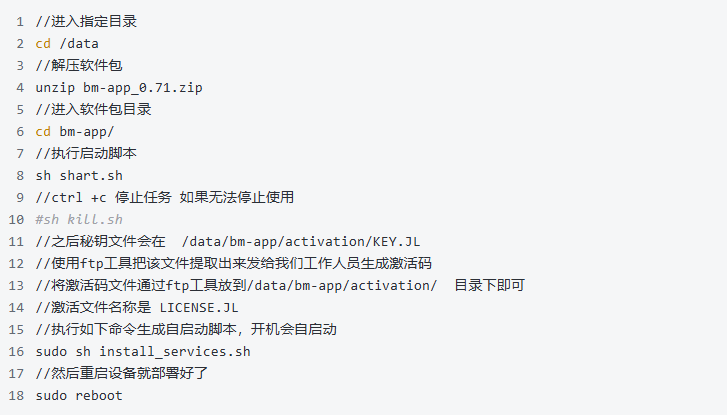 1 //进入指定目录
2 cd /data
3 //解压软件包
4 unzip bm-app_0.71.zip
5 //进入软件包目录
6 cd bm-app/
7 //执行启动脚本
8 sh shart.sh
9 //ctrl +c 停止任务 如果无法停止使用
10 #sh kill.sh
11 //之后秘钥文件会在  /data/bm-app/activation/KEY.JL
12 //使用ftp工具把该文件提取出来发给我们工作人员生成激活码
13 //将激活码文件通过ftp工具放到/data/bm-app/activation/  目录下即可
14 //激活文件名称是 LICENSE.JL
15 //执行如下命令生成自启动脚本，开机会自启动
16 sudo sh install_services.sh
17 //然后重启设备就部署好了
18 sudo reboot